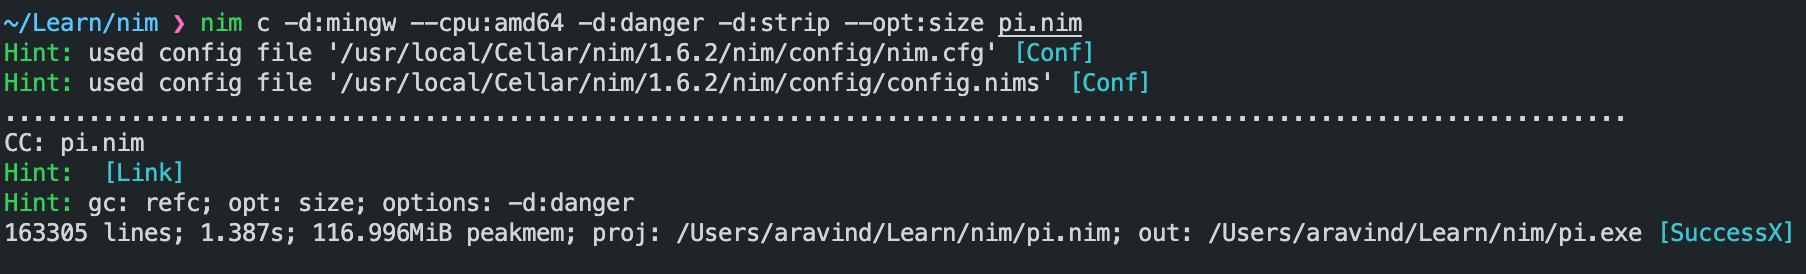 ~/Learn/nim ❯ nim c -d:mingw --cpu:amd64 -d:danger -d:strip --opt:size pi.nim
Hint: used config file '/usr/local/Cellar/nim/1.6.2/nim/config/nim.cfg' [Conf]
Hint: used config file '/usr/local/Cellar/nim/1.6.2/nim/config/config.nims' [Conf]
....................................................................................................................
CC: pi.nim
Hint:  [Link]
Hint: gc: refc; opt: size; options: -d:danger
163305 lines; 1.387s; 116.996MiB peakmem; proj: /Users/aravind/Learn/nim/pi.nim; out: /Users/aravind/Learn/nim/pi.exe [SuccessX]